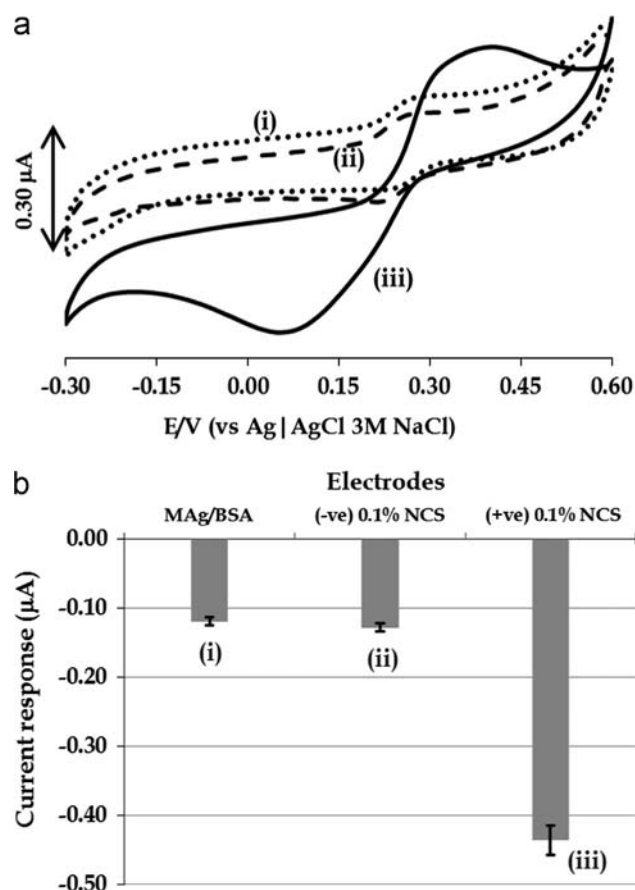 a
(i)
(ii)
0.30 µA
(iii)
-0.30 -0.15 0.00 0.15 0.30 0.45 0.60
E/V (vs Ag|AgCl 3M NaCl)
b
Electrodes
MAg/BSA (-ve) 0.1% NCS (+ve) 0.1% NCS
0.00
-0.10
-0.20
-0.30
-0.40
-0.50
Current response (µA)
(i)
(ii)
(iii)